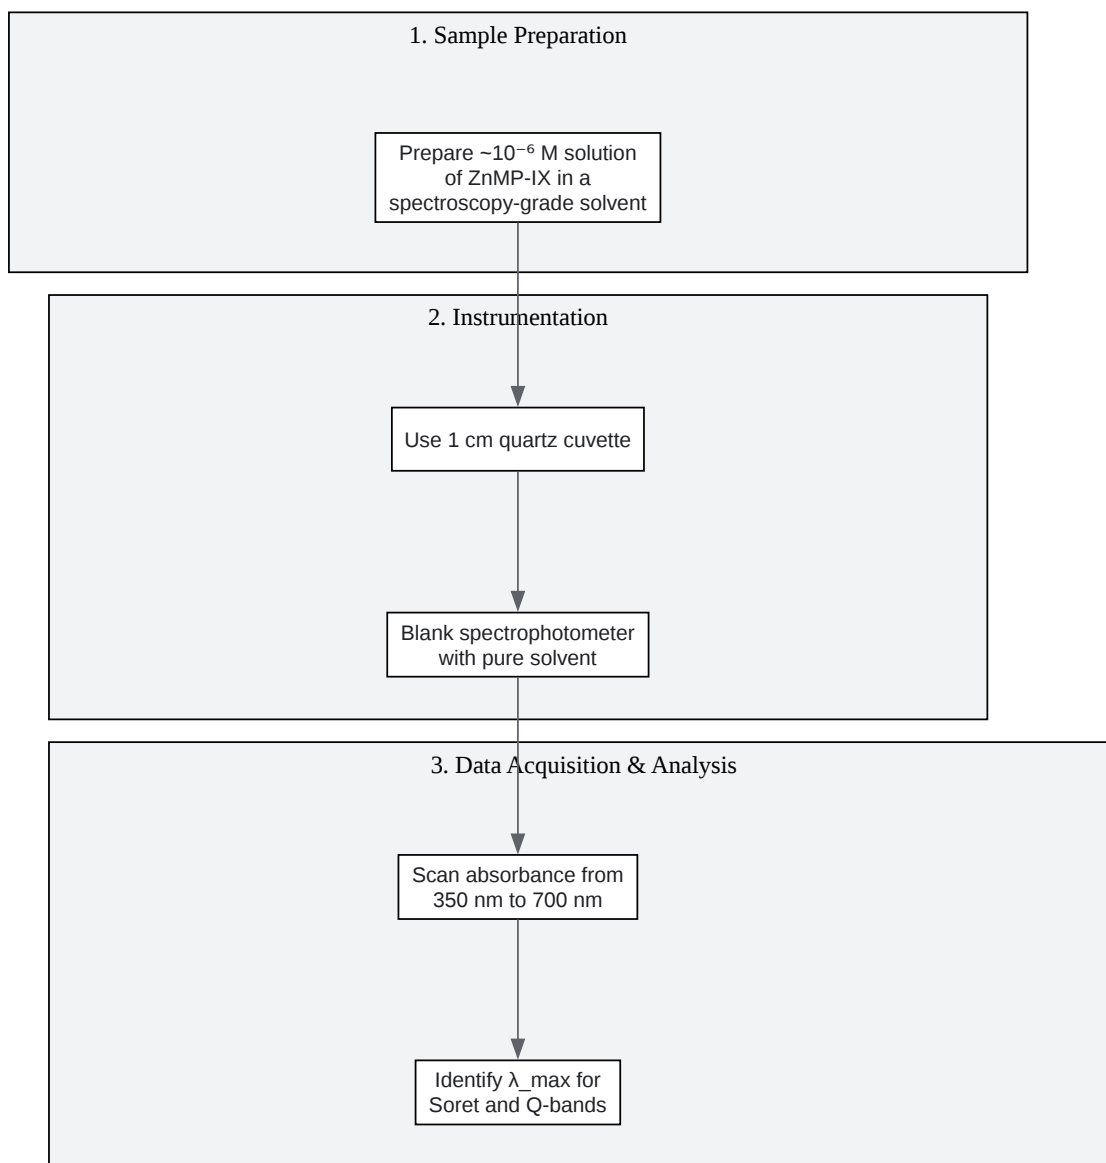 1. Sample Preparation
Prepare ~10⁻⁶ M solution
of ZnMP-IX in a
spectroscopy-grade solvent
2. Instrumentation
Use 1 cm quartz cuvette
Blank spectrophotometer
with pure solvent
3. Data Acquisition & Analysis
Scan absorbance from
350 nm to 700 nm
Identify λ_max for
Soret and Q-bands